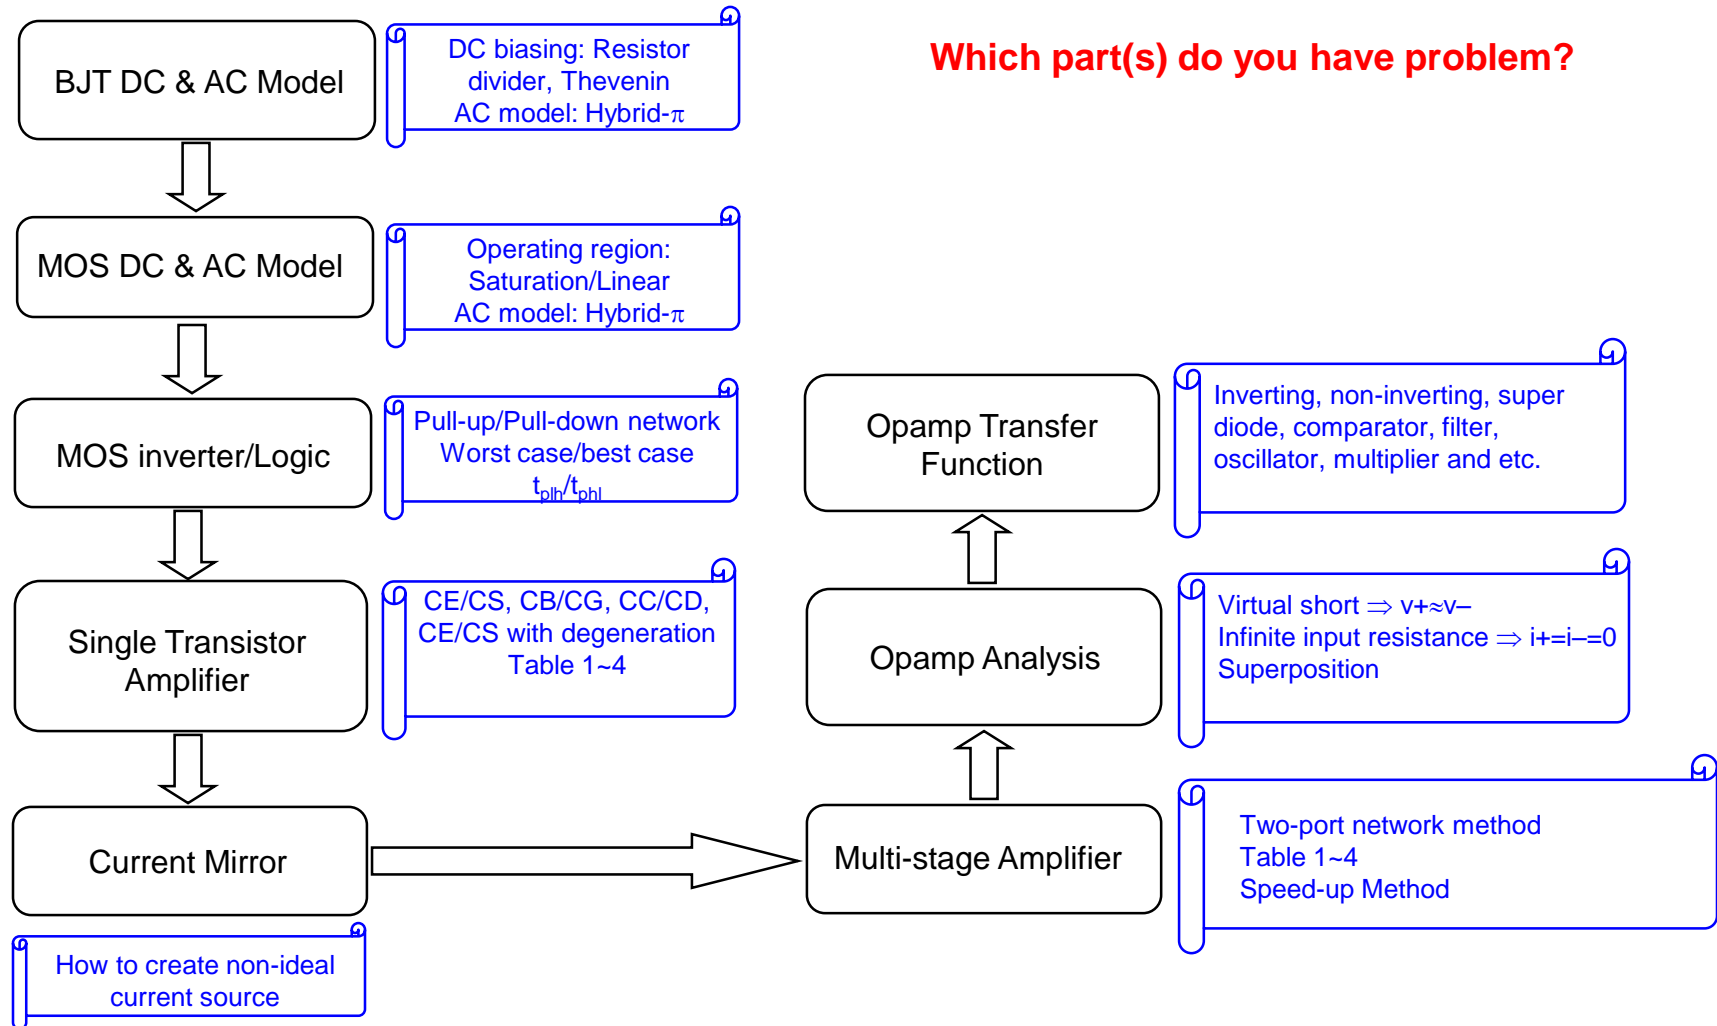 BJT DC & AC Model
DC biasing: Resistor
divider, Thevenin
AC model: Hybrid-π
Which part(s) do you have problem?
MOS DC & AC Model
Operating region:
Saturation/Linear
AC model: Hybrid-π
MOS inverter/Logic
Pull-up/Pull-down network
Worst case/best case
tplh/tphl
Single Transistor
Amplifier
CE/CS, CB/CG, CC/CD,
CE/CS with degeneration
Table 1~4
Current Mirror
How to create non-ideal
current source
Opamp Transfer
Function
Inverting, non-inverting, super
diode, comparator, filter,
oscillator, multiplier and etc.
Opamp Analysis
Virtual short ⇒ v+≈v–
Infinite input resistance ⇒ i+=i–=0
Superposition
Multi-stage Amplifier
Two-port network method
Table 1~4
Speed-up Method